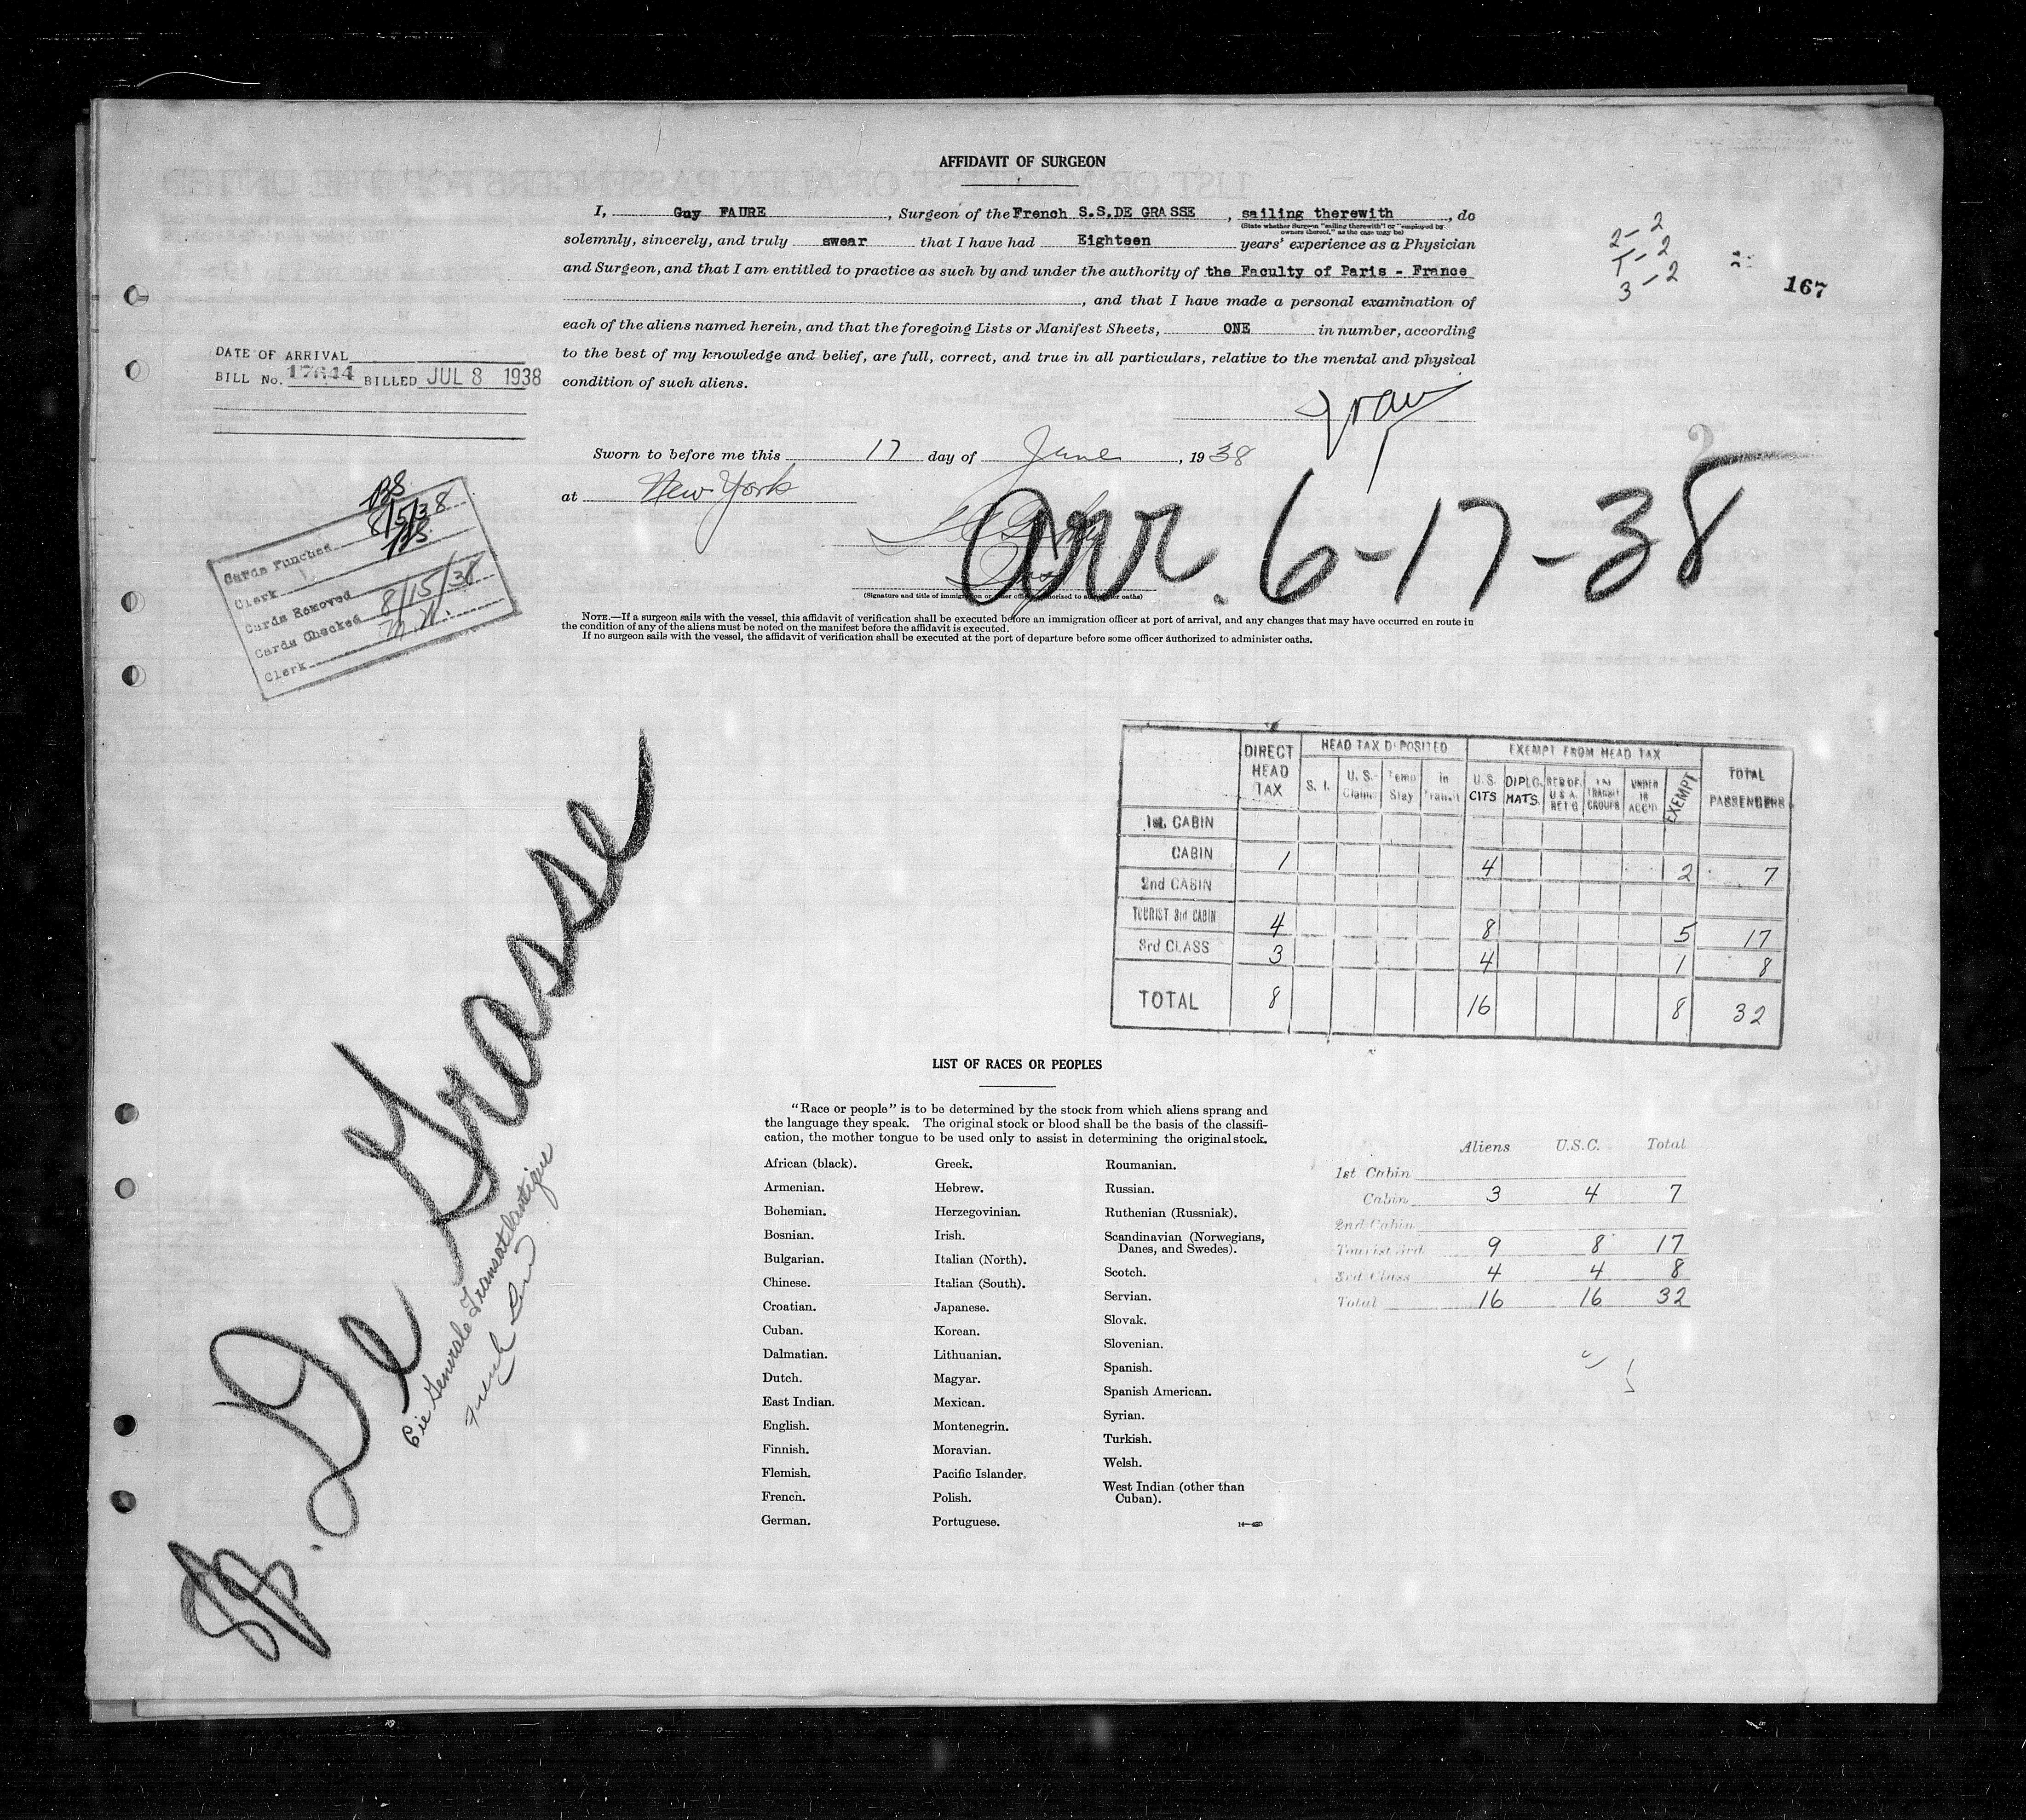 AFFIDAVIT OF SURGEON
I, Guy FAURE, Surgeon of the French S.S.DE GRASSE, sailing therewith, do
(State whether Surgeon "sailing therewith" or "employed by
owners thereof," as the case may be)
solemnly, sincerely, and truly swear that I have had Eighteen years' experience as a Physician
and Surgeon, and that I am entitled to practice as such by and under the authority of the Faculty of Paris - France
, and that I have made a personal examination of
each of the aliens named herein, and that the foregoing Lists or Manifest Sheets, ONE in number, according
to the best of my knowledge and belief, are full, correct, and true in all particulars, relative to the mental and physical
condition of such aliens.
2-2
1-2
3-2
167
DATE OF ARRIVAL
BILL No. 17644 BILLED JUL 8 1938
Sworn to before me this 17 day of June, 1938
at New York
arr. 6-17-38
(Signature and title of immigration or other officer authorized to administer oaths)
NOTE.—If a surgeon sails with the vessel, this affidavit of verification shall be executed before an immigration officer at port of arrival, and any changes that may have occurred en route in
the condition of any of the aliens must be noted on the manifest before the affidavit is executed.
If no surgeon sails with the vessel, the affidavit of verification shall be executed at the port of departure before some officer authorized to administer oaths.
Cards Punched 8/5/38
Clerk
Cards Removed
Cards Checked 8/15/38
Clerk
DIRECT HEAD TAX
HEAD TAX DEPOSITED
EXEMPT FROM HEAD TAX
TOTAL PASSENGERS
S. I. U. S. Claims Temp Stay In Transit U.S. CITS DIPLO. MATS. EXEMPT
1st. CABIN
CABIN 1 4 2 7
2nd CABIN
TOURIST 3rd CABIN 4 8 5 17
3rd CLASS 3 4 1 8
TOTAL 8 16 8 32
De Grasse
Cie Generale Transatlantique
French Line
LIST OF RACES OR PEOPLES
"Race or people" is to be determined by the stock from which aliens sprang and
the language they speak. The original stock or blood shall be the basis of the classifi-
cation, the mother tongue to be used only to assist in determining the original stock.
African (black).
Armenian.
Bohemian.
Bosnian.
Bulgarian.
Chinese.
Croatian.
Cuban.
Dalmatian.
Dutch.
East Indian.
English.
Finnish.
Flemish.
French.
German.
Greek.
Hebrew.
Herzegovinian.
Irish.
Italian (North).
Italian (South).
Japanese.
Korean.
Lithuanian.
Magyar.
Mexican.
Montenegrin.
Moravian.
Pacific Islander.
Polish.
Portuguese.
Roumanian.
Russian.
Ruthenian (Russniak).
Scandinavian (Norwegians,
Danes, and Swedes).
Scotch.
Servian.
Slovak.
Slovenian.
Spanish.
Spanish American.
Syrian.
Turkish.
Welsh.
West Indian (other than
Cuban).
Aliens U.S.C. Total
1st Cabin
Cabin 3 4 7
2nd Cabin
Tourist 3rd 9 8 17
3rd Class 4 4 8
Total 16 16 32